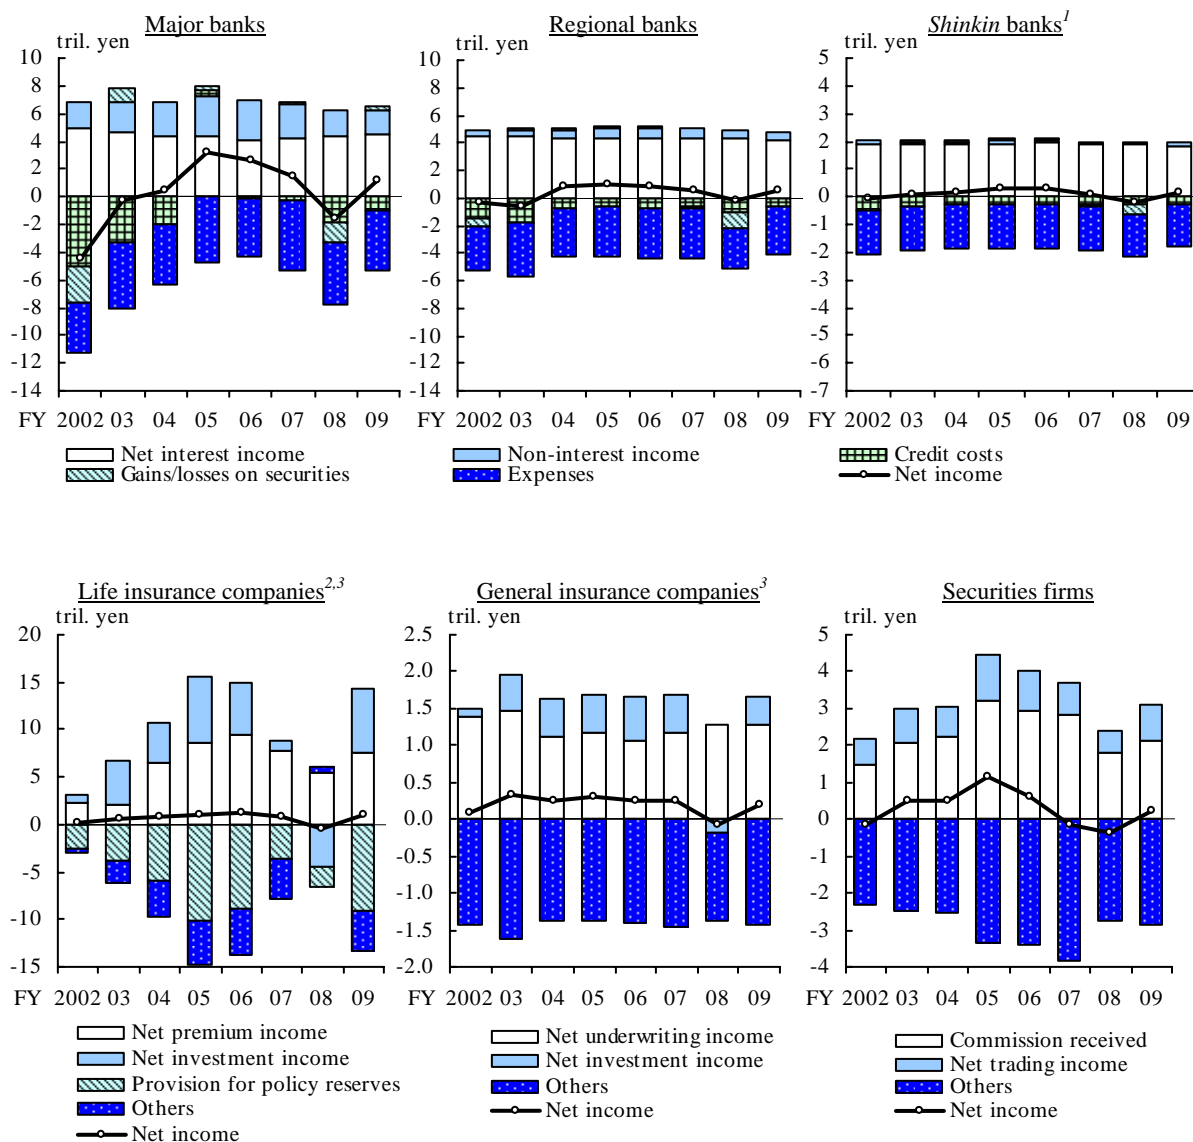 Major banks
tril. yen
10
8
6
4
2
0
-2
-4
-6
-8
-10
-12
-14
FY 2002 03 04 05 06 07 08 09
Regional banks
tril. yen
10
8
6
4
2
0
-2
-4
-6
-8
-10
-12
-14
FY 2002 03 04 05 06 07 08 09
Shinkin banks1
tril. yen
5
4
3
2
1
0
-1
-2
-3
-4
-5
-6
-7
FY 2002 03 04 05 06 07 08 09
Net interest income
Non-interest income
Credit costs
Gains/losses on securities
Expenses
Net income
Life insurance companies2,3
tril. yen
20
15
10
5
0
-5
-10
-15
FY 2002 03 04 05 06 07 08 09
Net premium income
Net investment income
Provision for policy reserves
Others
Net income
General insurance companies3
tril. yen
2.5
2.0
1.5
1.0
0.5
0.0
-0.5
-1.0
-1.5
-2.0
FY 2002 03 04 05 06 07 08 09
Net underwriting income
Net investment income
Others
Net income
Securities firms
tril. yen
5
4
3
2
1
0
-1
-2
-3
-4
FY 2002 03 04 05 06 07 08 09
Commission received
Net trading income
Others
Net income